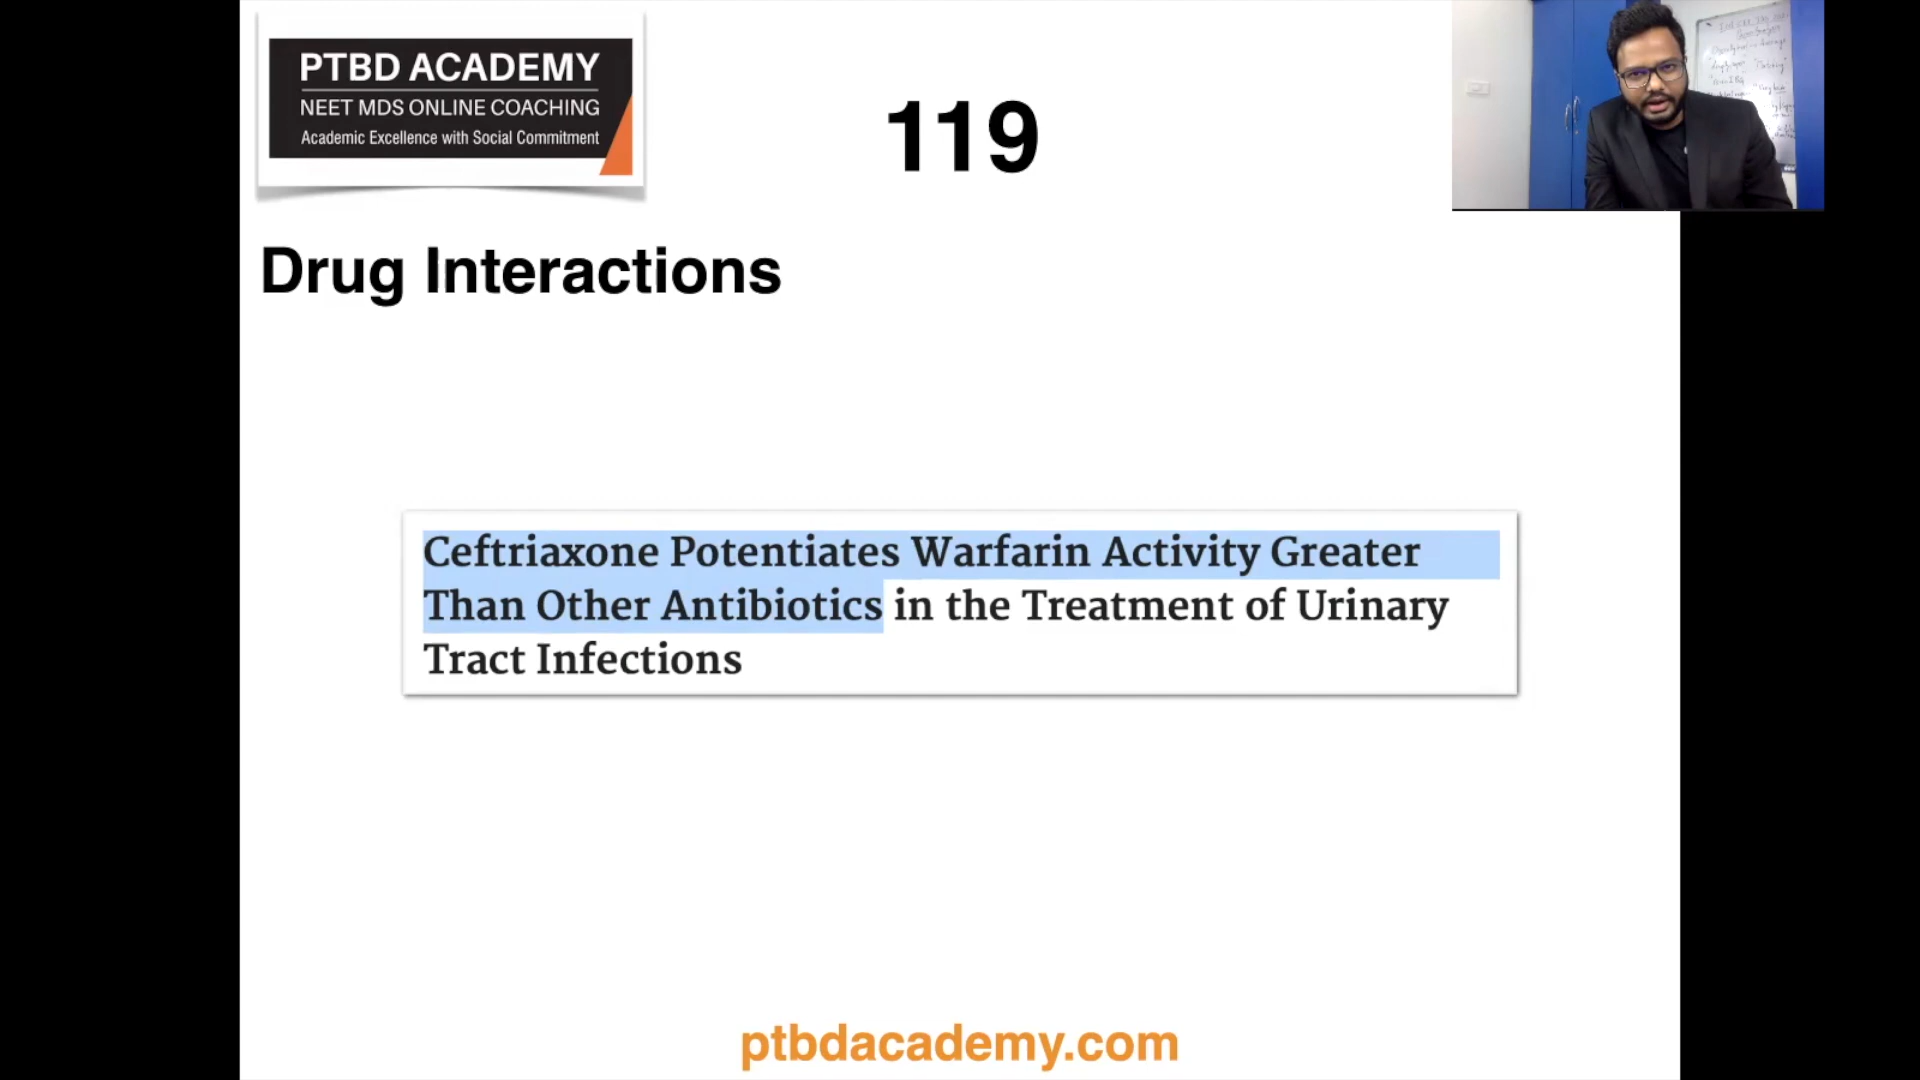 PTBD ACADEMY
NEET MDS ONLINE COACHING
Academic Excellence with Social Commitment
119
Drug Interactions
Ceftriaxone Potentiates Warfarin Activity Greater
Than Other Antibiotics in the Treatment of Urinary
Tract Infections
ptbdacademy.com